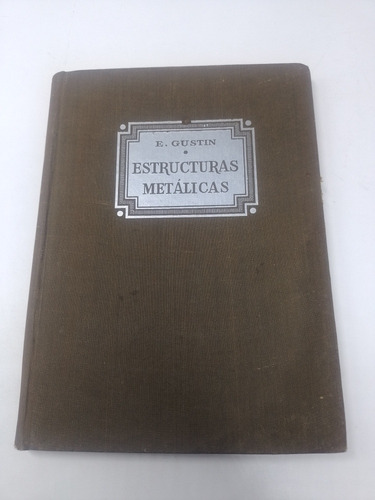 E. GUSTIN
ESTRUCTURAS
METÁLICAS